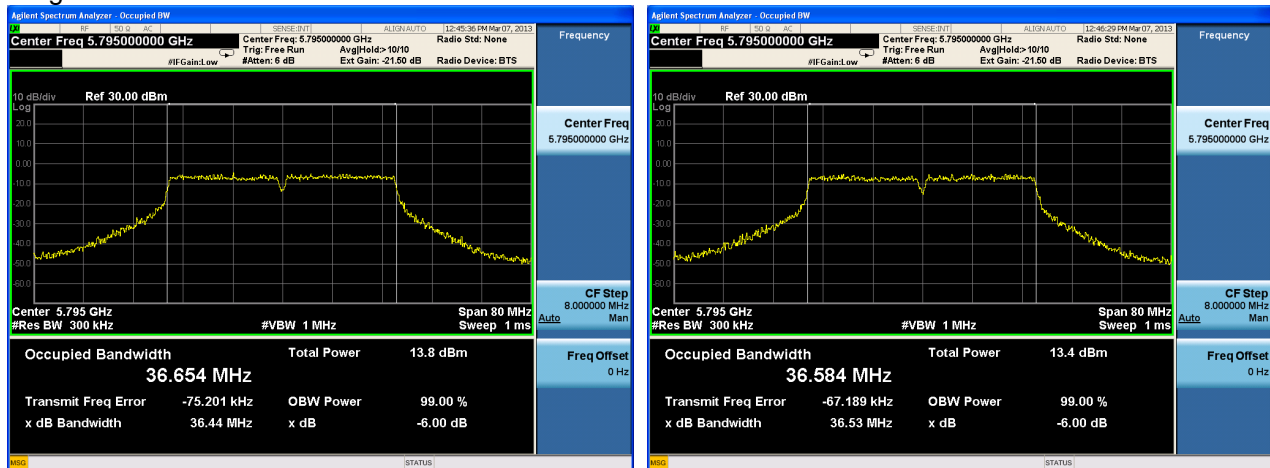 Agilent Spectrum Analyzer - Occupied BW
LXI RF 50 Ω AC SENSE:INT ALIGNAUTO 12:45:36 PM Mar 07, 2013
Center Freq 5.795000000 GHz
Center Freq: 5.795000000 GHz
Radio Std: None
Trig: Free Run Avg|Hold:> 10/10
#IFGain:Low #Atten: 6 dB Ext Gain: -21.50 dB Radio Device: BTS
10 dB/div Ref 30.00 dBm
Log
20.0
10.0
0.00
-10.0
-20.0
-30.0
-40.0
-50.0
-60.0
Center 5.795 GHz Span 80 MHz
#Res BW 300 kHz #VBW 1 MHz Sweep 1 ms
Occupied Bandwidth Total Power 13.8 dBm
36.654 MHz
Transmit Freq Error -75.201 kHz OBW Power 99.00 %
x dB Bandwidth 36.44 MHz x dB -6.00 dB
MSG STATUS
Frequency
Center Freq
5.795000000 GHz
CF Step
8.000000 MHz
Auto Man
Freq Offset
0 Hz
Agilent Spectrum Analyzer - Occupied BW
LXI RF 50 Ω AC SENSE:INT ALIGNAUTO 12:46:29 PM Mar 07, 2013
Center Freq 5.795000000 GHz
Center Freq: 5.795000000 GHz
Radio Std: None
Trig: Free Run Avg|Hold:> 10/10
#IFGain:Low #Atten: 6 dB Ext Gain: -21.50 dB Radio Device: BTS
10 dB/div Ref 30.00 dBm
Log
20.0
10.0
0.00
-10.0
-20.0
-30.0
-40.0
-50.0
-60.0
Center 5.795 GHz Span 80 MHz
#Res BW 300 kHz #VBW 1 MHz Sweep 1 ms
Occupied Bandwidth Total Power 13.4 dBm
36.584 MHz
Transmit Freq Error -67.189 kHz OBW Power 99.00 %
x dB Bandwidth 36.53 MHz x dB -6.00 dB
MSG STATUS
Frequency
Center Freq
5.795000000 GHz
CF Step
8.000000 MHz
Auto Man
Freq Offset
0 Hz